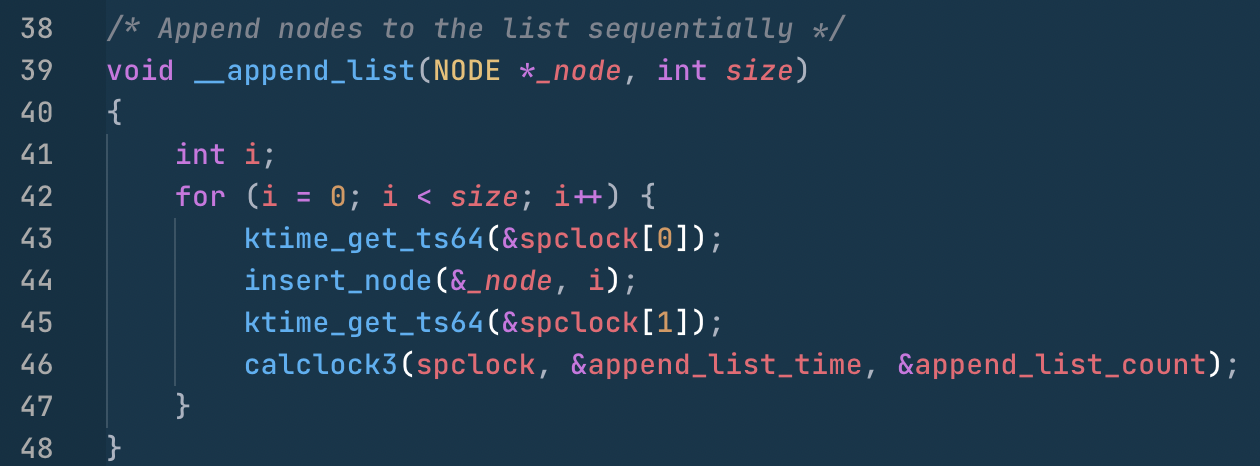 38 /* Append nodes to the list sequentially */
39 void __append_list(NODE *_node, int size)
40 {
41     int i;
42     for (i = 0; i < size; i++) {
43         ktime_get_ts64(&spclock[0]);
44         insert_node(&_node, i);
45         ktime_get_ts64(&spclock[1]);
46         calclock3(spclock, &append_list_time, &append_list_count);
47     }
48 }